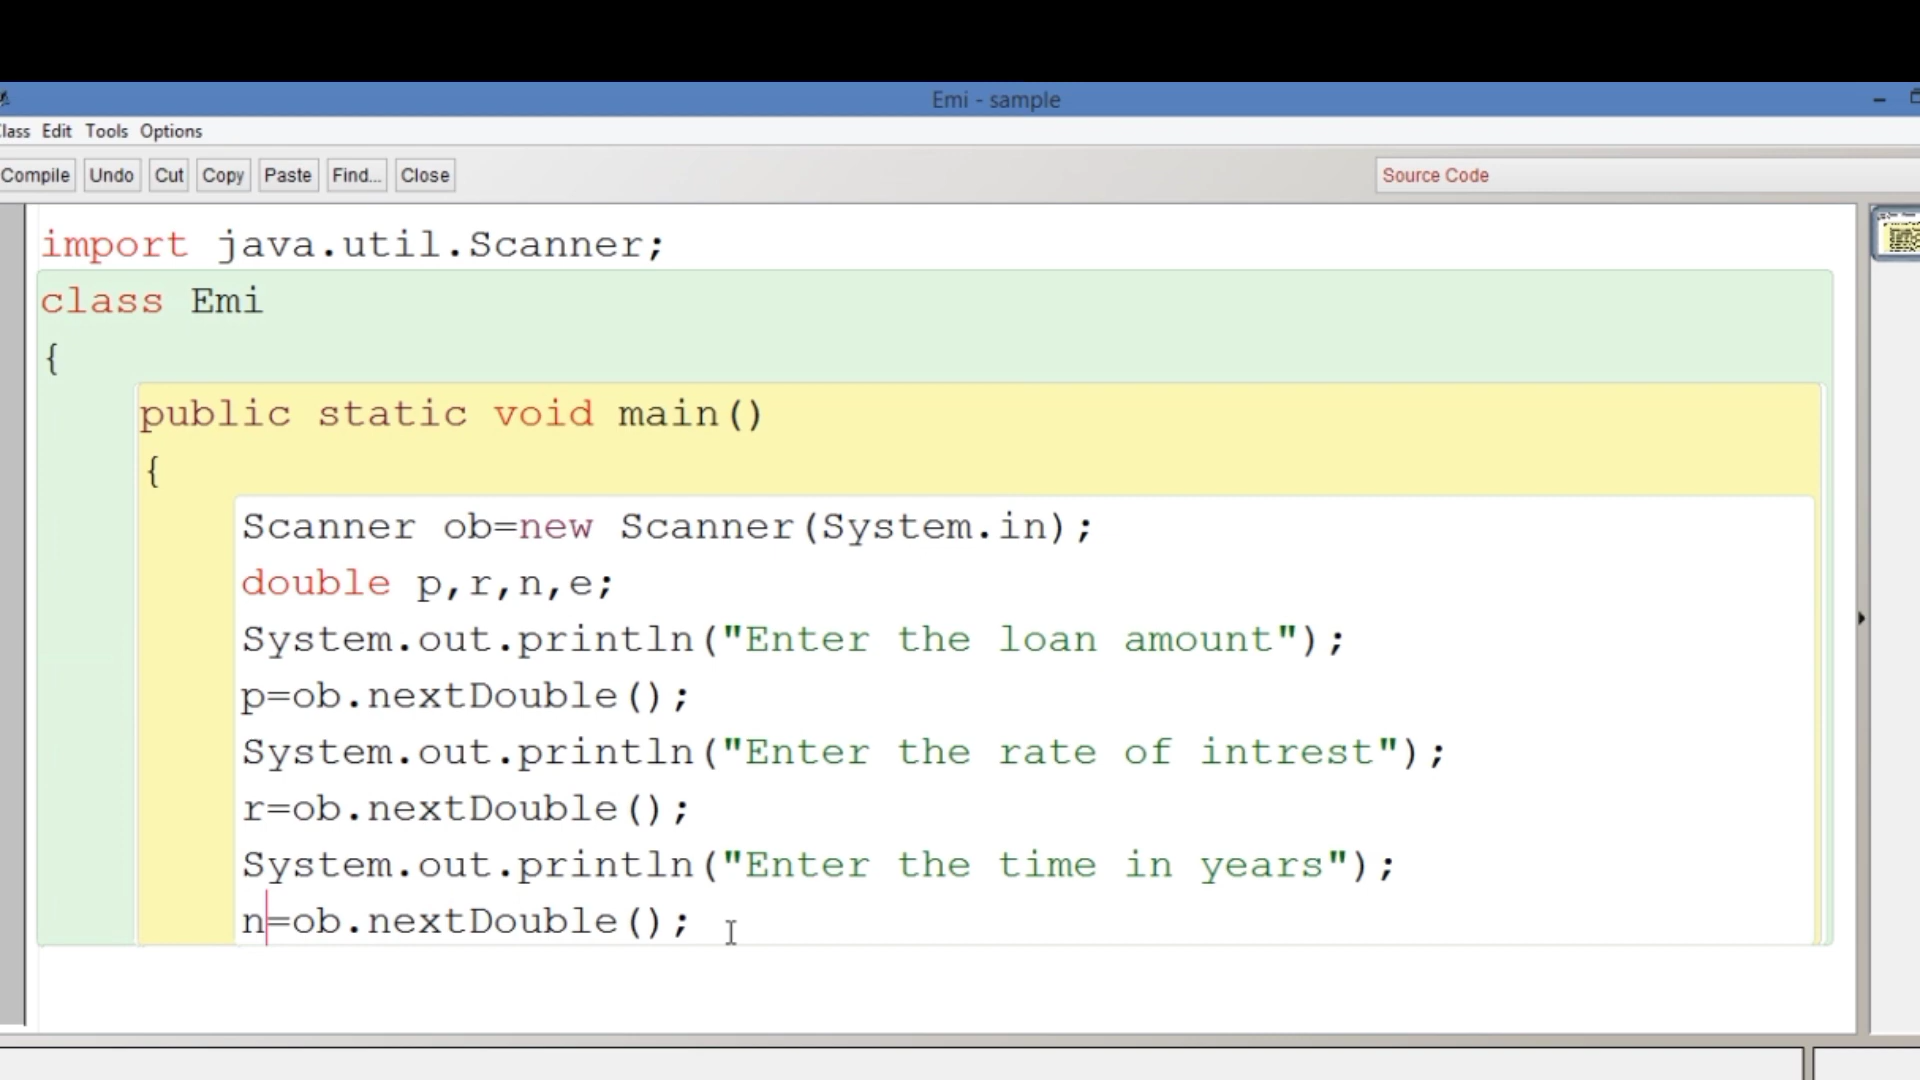 Emi - sample
lass Edit Tools Options
Compile Undo Cut Copy Paste Find... Close Source Code
import java.util.Scanner;
class Emi
{
public static void main()
{
Scanner ob=new Scanner(System.in);
double p,r,n,e;
System.out.println("Enter the loan amount");
p=ob.nextDouble();
System.out.println("Enter the rate of intrest");
r=ob.nextDouble();
System.out.println("Enter the time in years");
n=ob.nextDouble();